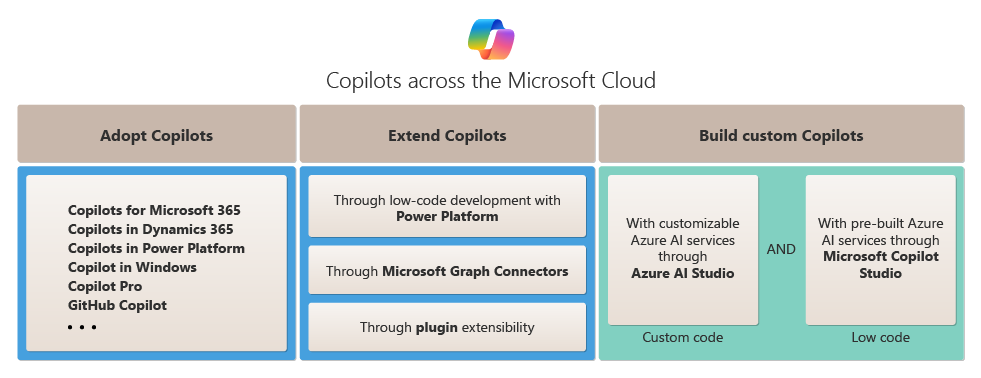 Copilots across the Microsoft Cloud
Adopt Copilots
Extend Copilots
Build custom Copilots
Copilots for Microsoft 365
Copilots in Dynamics 365
Copilots in Power Platform
Copilot in Windows
Copilot Pro
GitHub Copilot
• • •
Through low-code development with
Power Platform
Through Microsoft Graph Connectors
Through plugin extensibility
With customizable
Azure AI services
through
Azure AI Studio
Custom code
AND
With pre-built Azure
AI services through
Microsoft Copilot
Studio
Low code